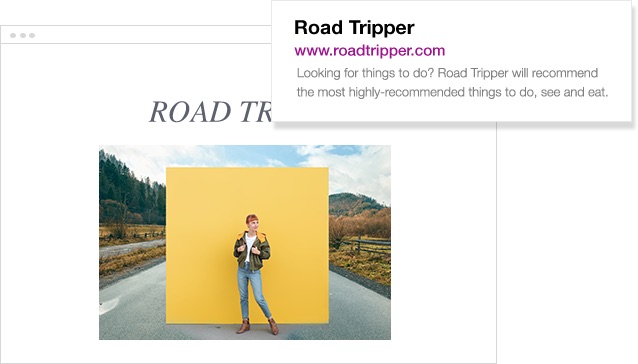 Road Tripper
www.roadtripper.com
Looking for things to do? Road Tripper will recommend
the most highly-recommended things to do, see and eat.
ROAD TR